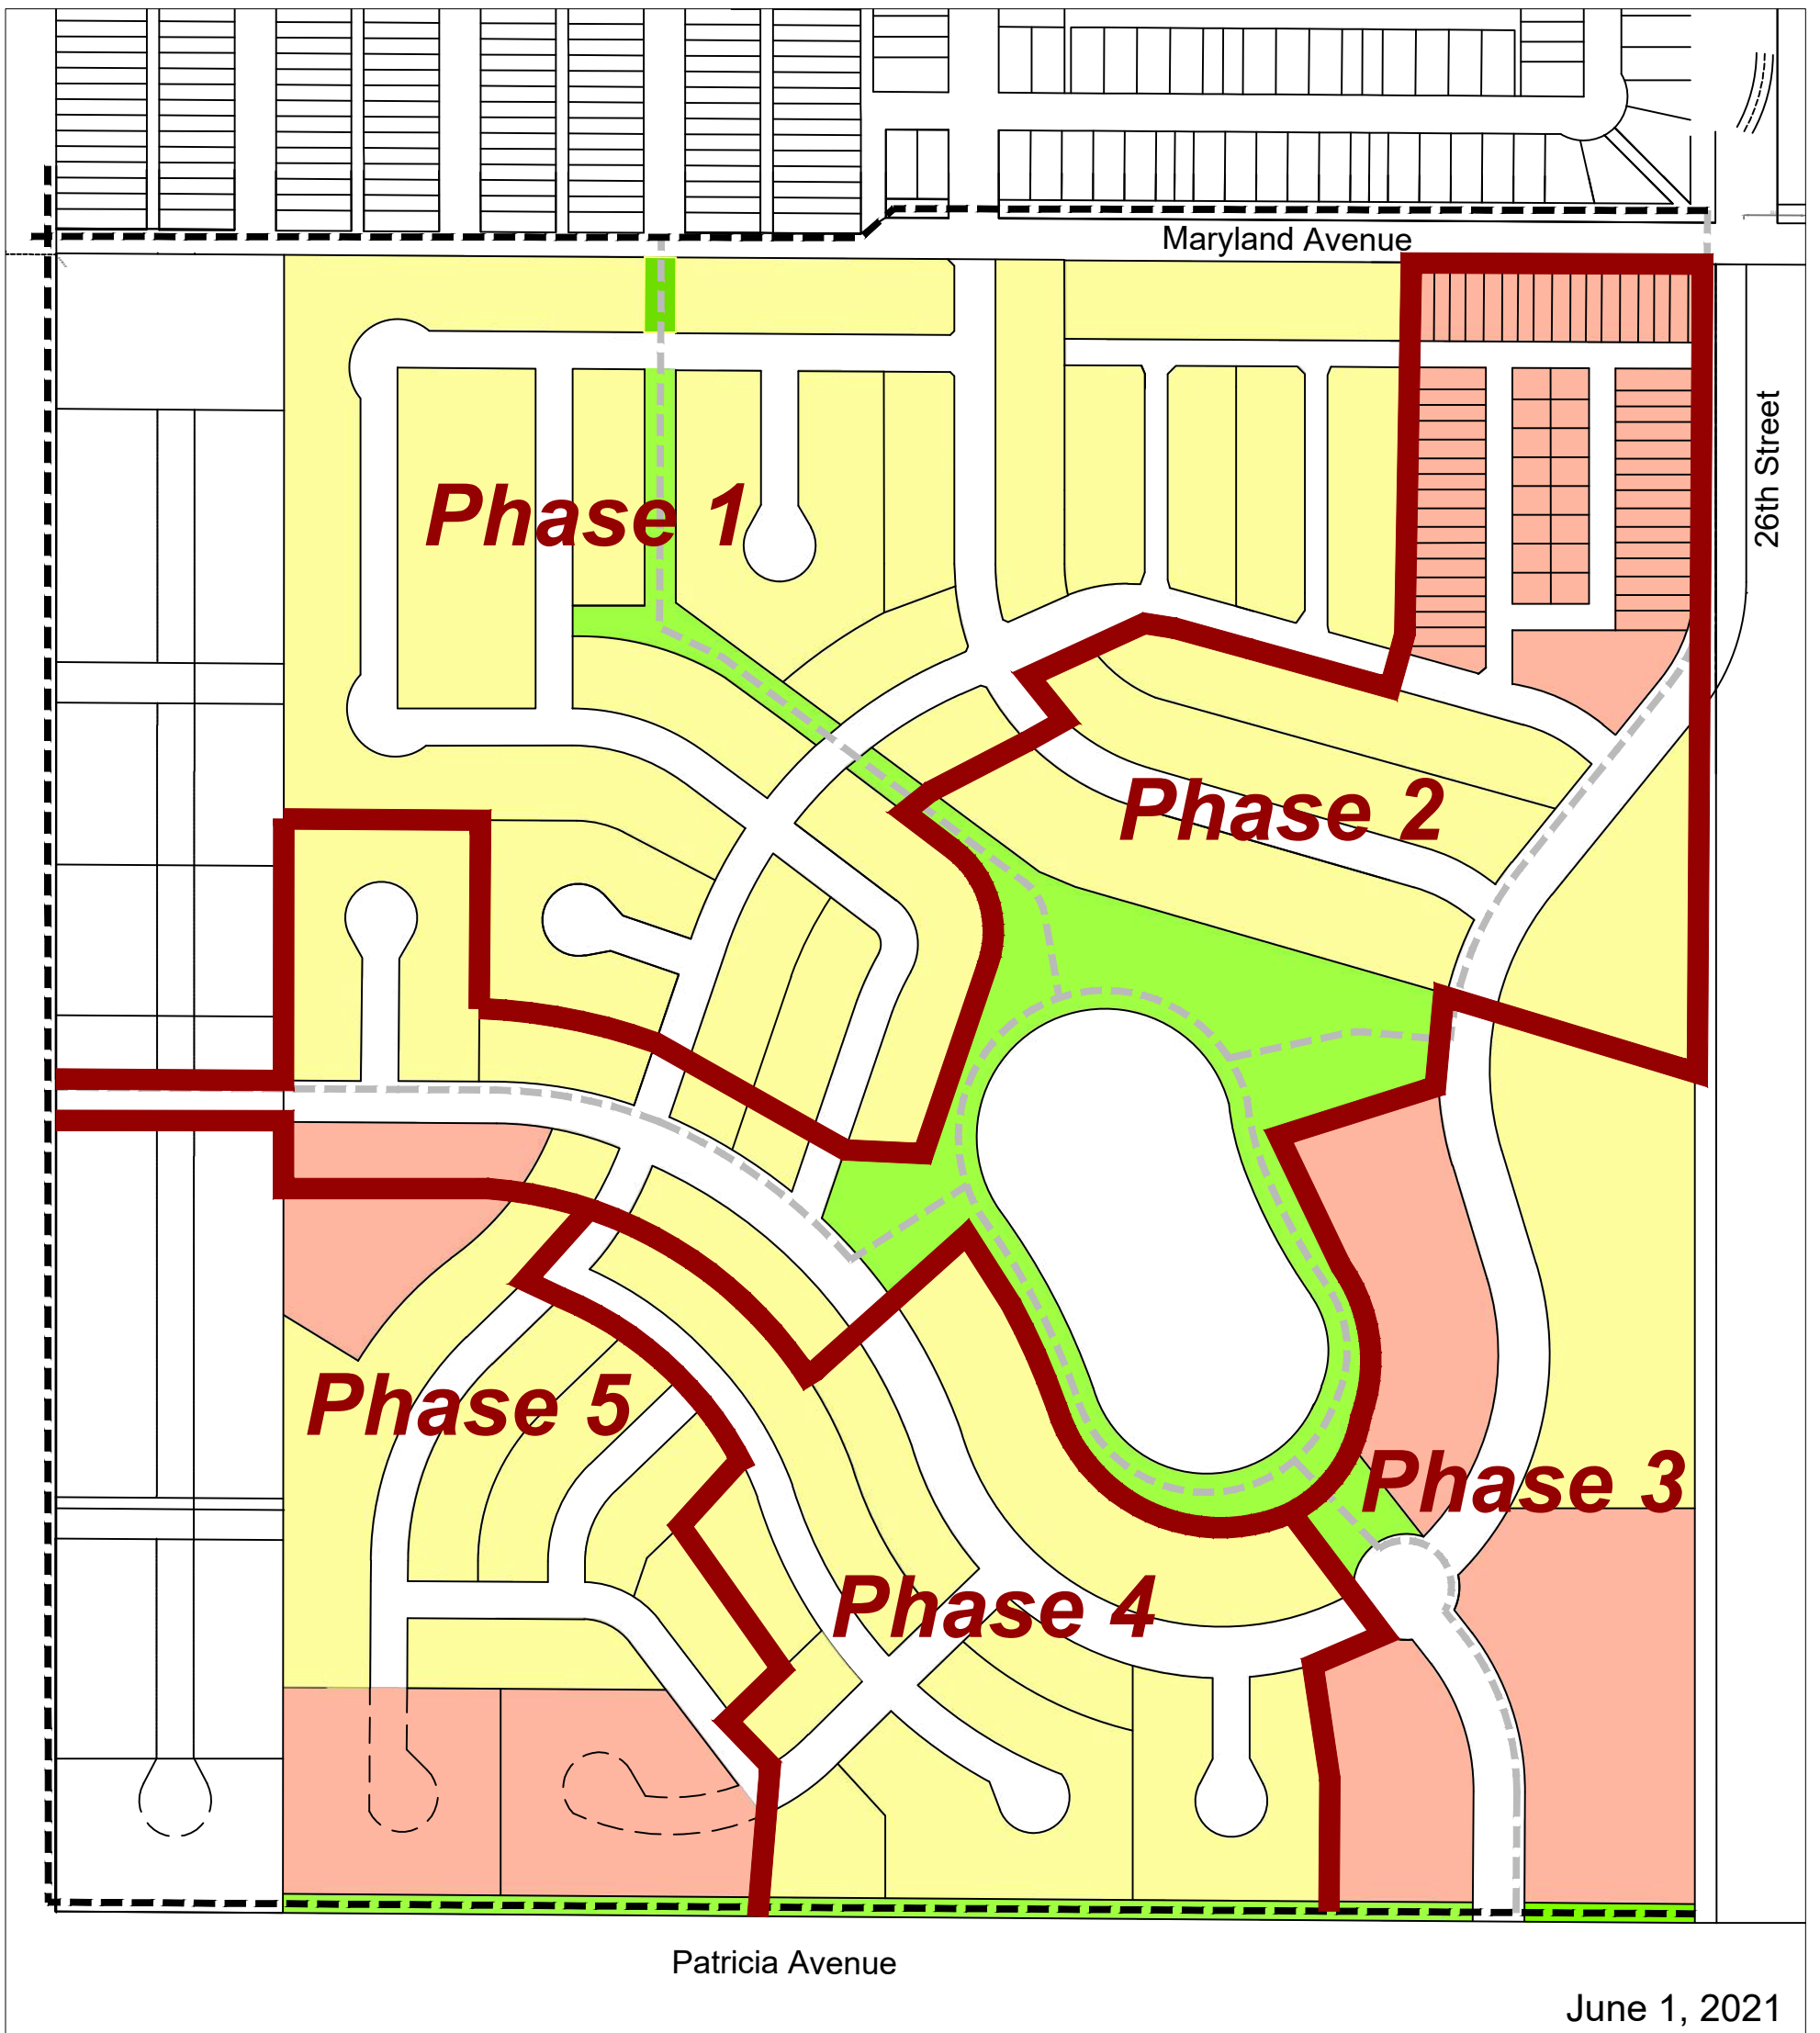 Maryland Avenue
26th Street
Phase 1
Phase 2
Phase 5
Phase 3
Phase 4
Patricia Avenue
June 1, 2021